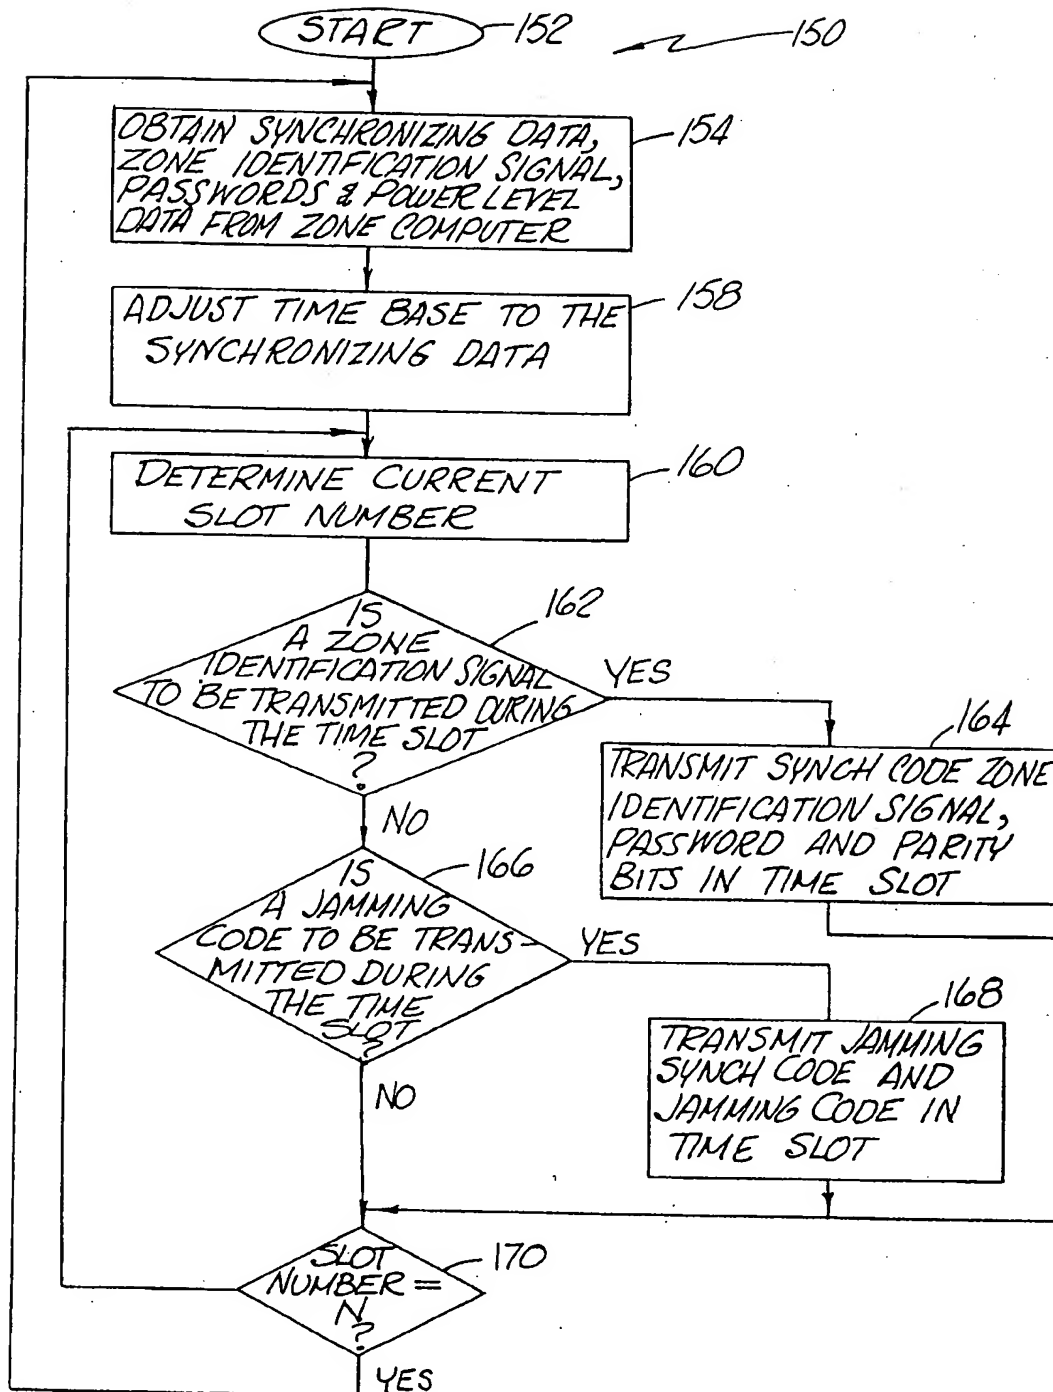 START
152
150
OBTAIN SYNCHRONIZING DATA,
ZONE IDENTIFICATION SIGNAL,
PASSWORDS & POWER LEVEL
DATA FROM ZONE COMPUTER
154
ADJUST TIME BASE TO THE
SYNCHRONIZING DATA
158
DETERMINE CURRENT
SLOT NUMBER
160
IS
A ZONE
IDENTIFICATION SIGNAL
TO BE TRANSMITTED DURING
THE TIME SLOT
?
162
YES
164
TRANSMIT SYNCH CODE ZONE
IDENTIFICATION SIGNAL,
PASSWORD AND PARITY
BITS IN TIME SLOT
NO
IS
A JAMMING
CODE TO BE TRANS-
MITTED DURING
THE TIME
SLOT
?
166
YES
168
TRANSMIT JAMMING
SYNCH CODE AND
JAMMING CODE IN
TIME SLOT
NO
SLOT
NUMBER =
N
?
170
YES